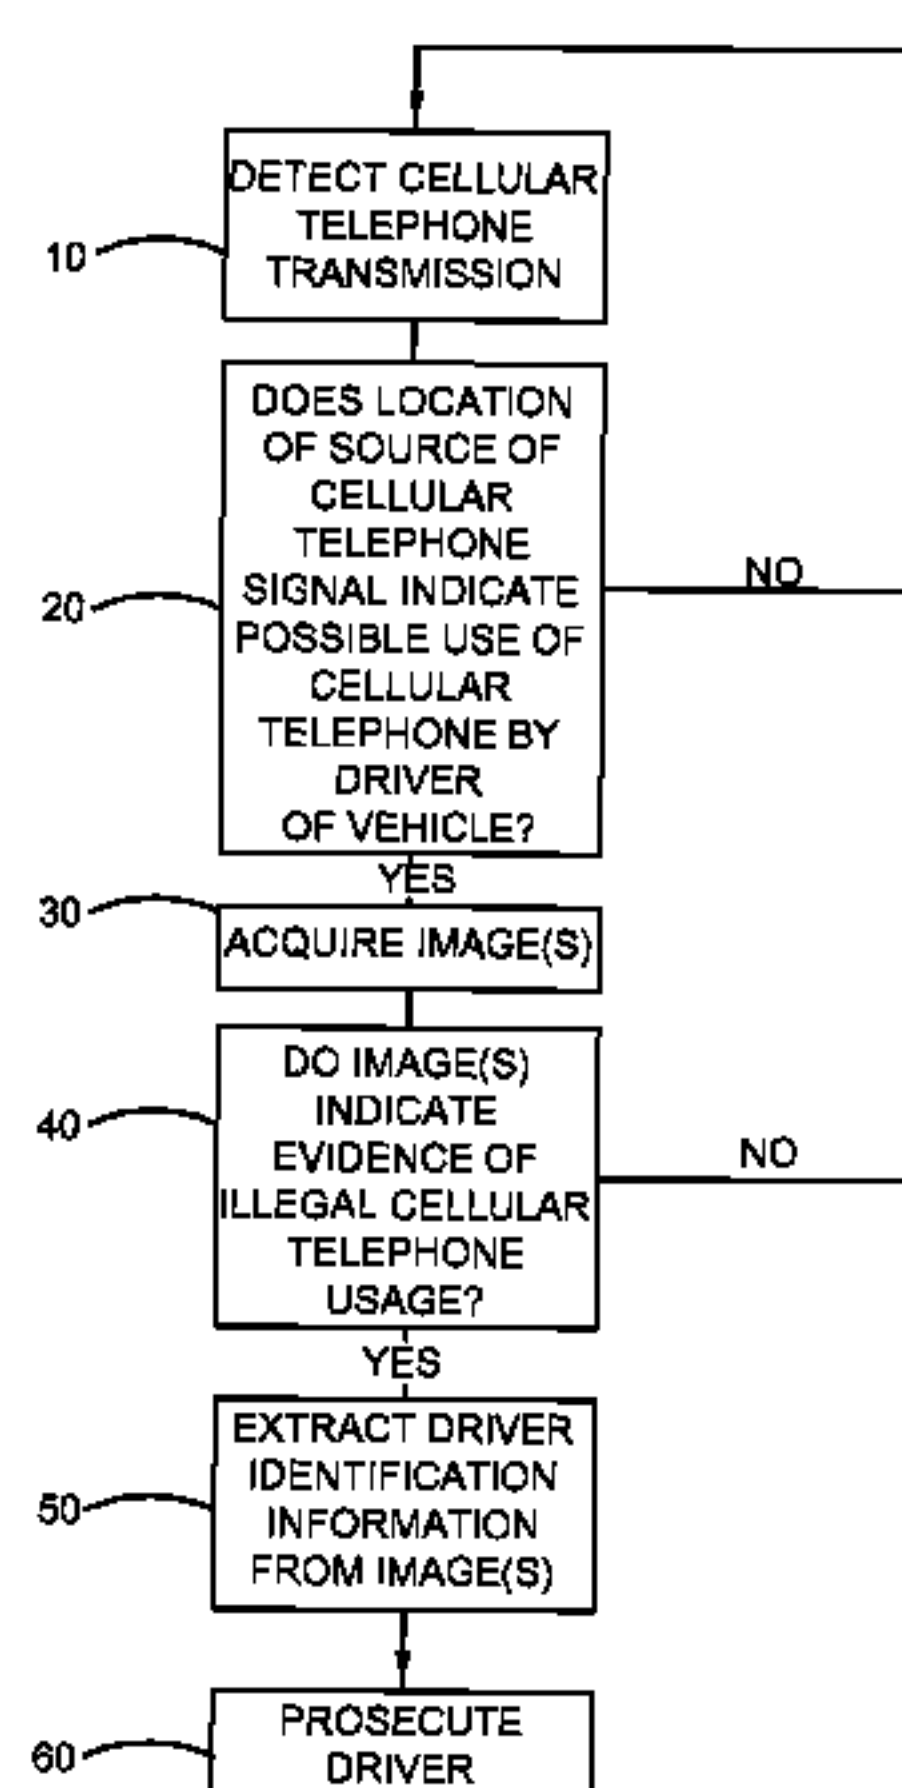 DETECT CELLULAR
TELEPHONE
TRANSMISSION
10
DOES LOCATION
OF SOURCE OF
CELLULAR
TELEPHONE
SIGNAL INDICATE
POSSIBLE USE OF
CELLULAR
TELEPHONE BY
DRIVER
OF VEHICLE?
20
NO
YES
30
ACQUIRE IMAGE(S)
DO IMAGE(S)
INDICATE
EVIDENCE OF
ILLEGAL CELLULAR
TELEPHONE
USAGE?
40
NO
YES
EXTRACT DRIVER
IDENTIFICATION
INFORMATION
FROM IMAGE(S)
50
PROSECUTE
DRIVER
60